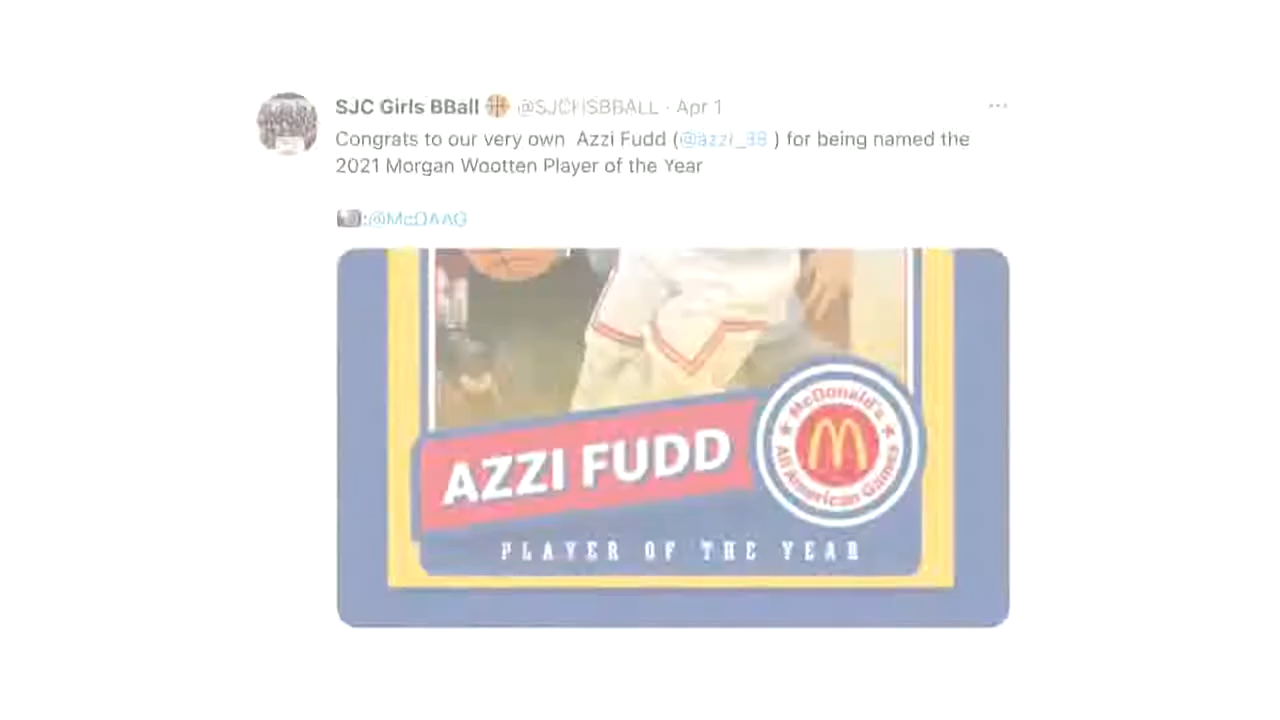 SJC Girls BBall 🏀 @SJCHSBBALL · Apr 1
Congrats to our very own Azzi Fudd (@azzi_35 ) for being named the
2021 Morgan Wootten Player of the Year
📷:@McDAAG
AZZI FUDD
McDonald's
All American Games
PLAYER OF THE YEAR